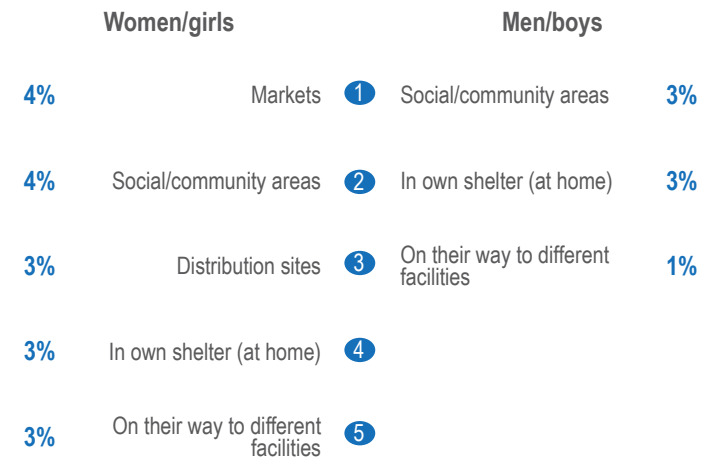 Women/girls Men/boys
4% Markets 1 Social/community areas 3%
4% Social/community areas 2 In own shelter (at home) 3%
3% Distribution sites 3 On their way to different
facilities 1%
3% In own shelter (at home) 4
3% On their way to different
facilities 5